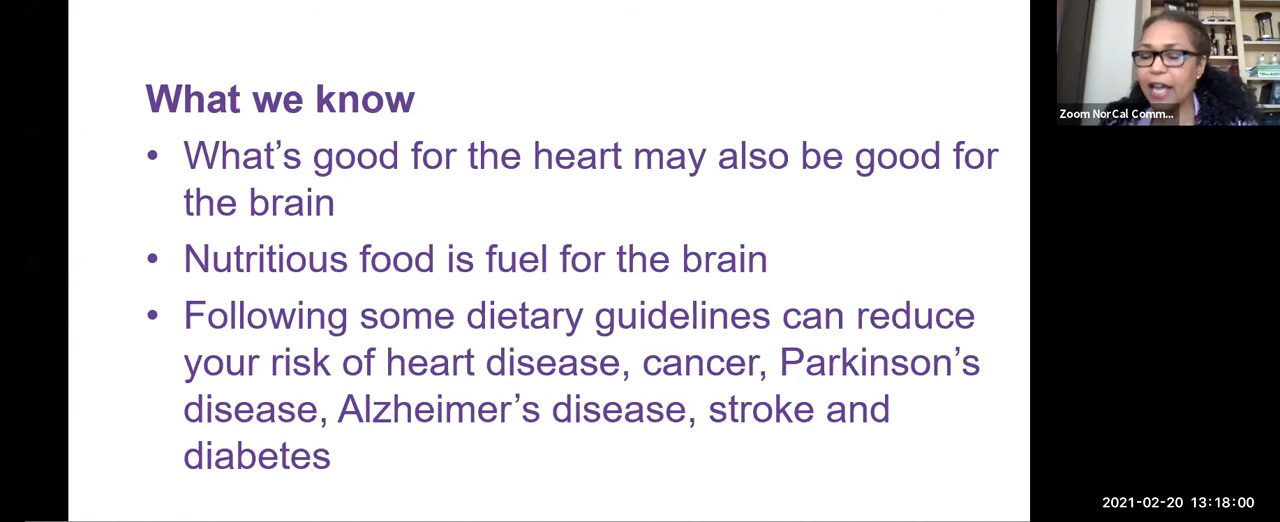 What we know
• What's good for the heart may also be good for
the brain
• Nutritious food is fuel for the brain
• Following some dietary guidelines can reduce
your risk of heart disease, cancer, Parkinson's
disease, Alzheimer's disease, stroke and
diabetes
Zoom NorCal Comm...
2021-02-20 13:18:00